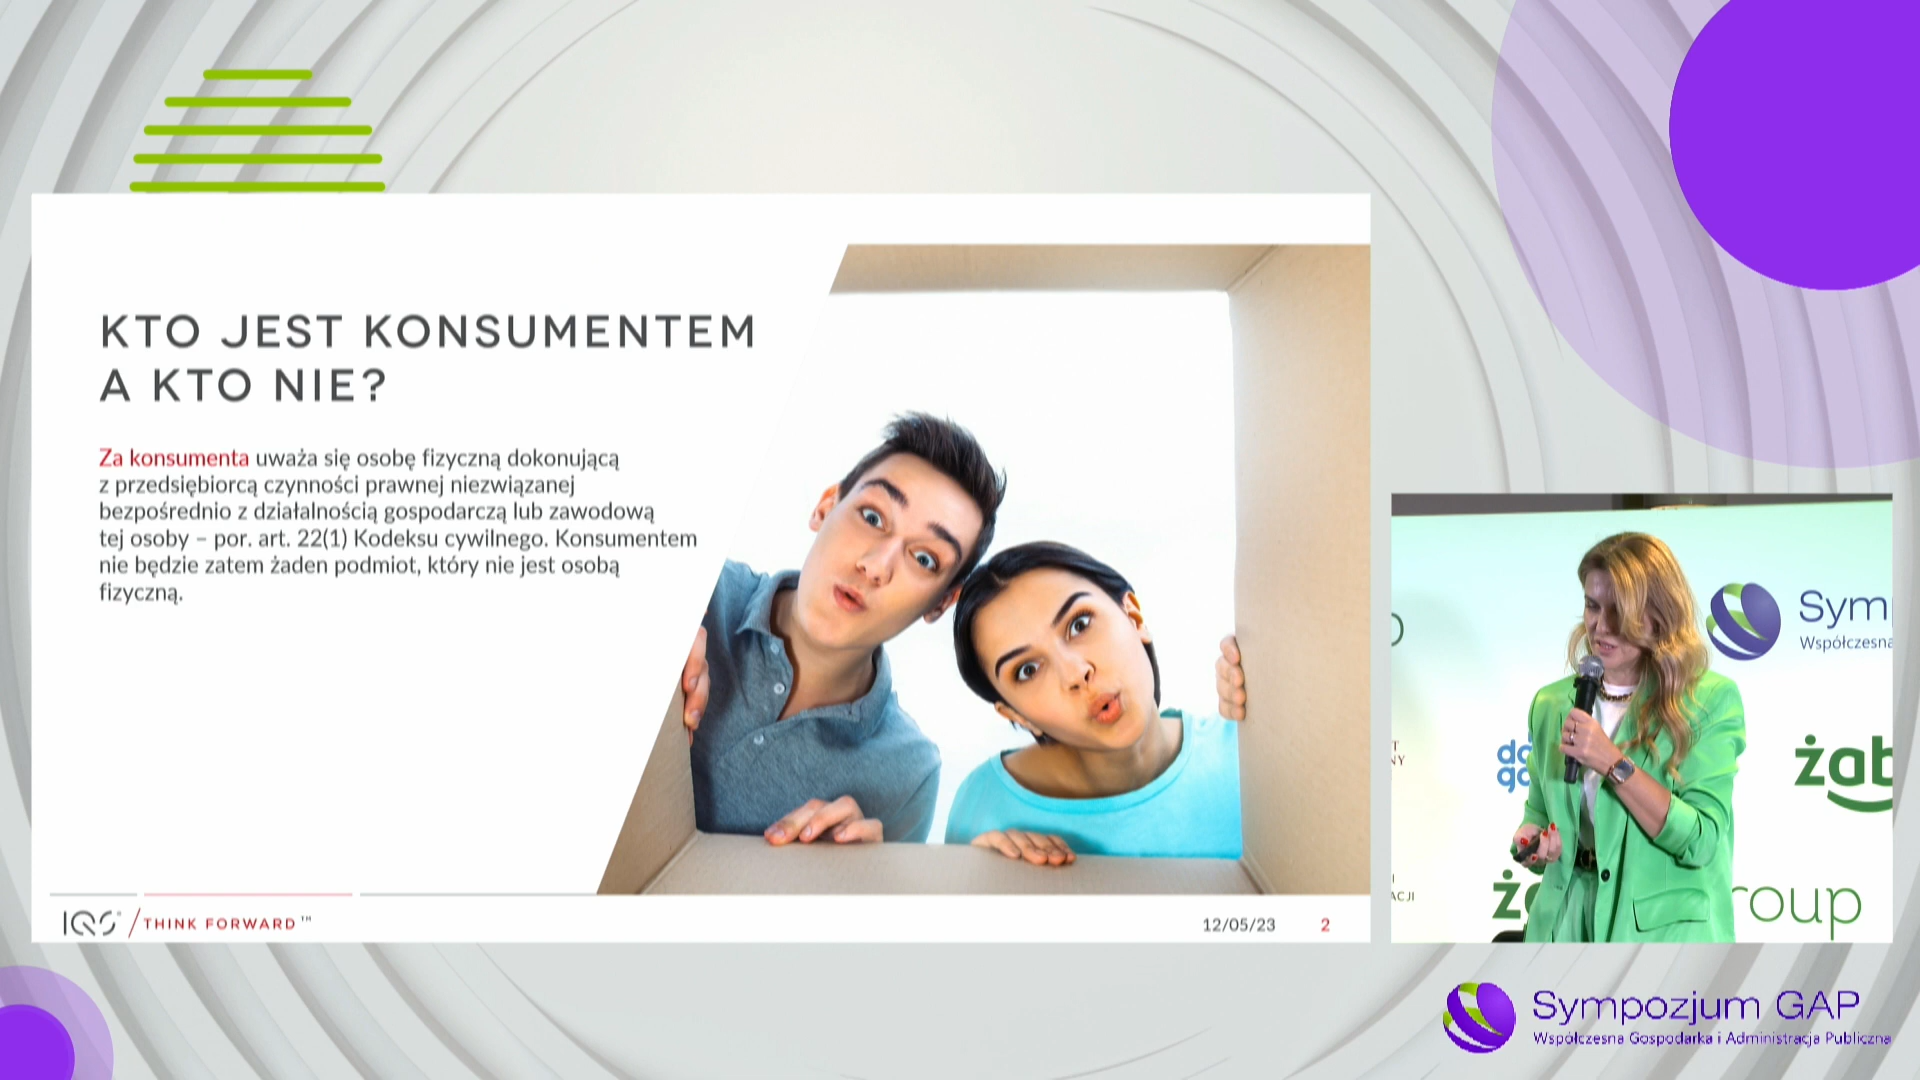 KTO JEST KONSUMENTEM
A KTO NIE?
Za konsumenta uważa się osobę fizyczną dokonującą
z przedsiębiorcą czynności prawnej niezwiązanej
bezpośrednio z działalnością gospodarczą lub zawodową
tej osoby – por. art. 22(1) Kodeksu cywilnego. Konsumentem
nie będzie zatem żaden podmiot, który nie jest osobą
fizyczną.
IQS THINK FORWARD™
12/05/23 2
Sym
Współczesna
żab
roup
Sympozjum GAP
Współczesna Gospodarka i Administracja Publiczna